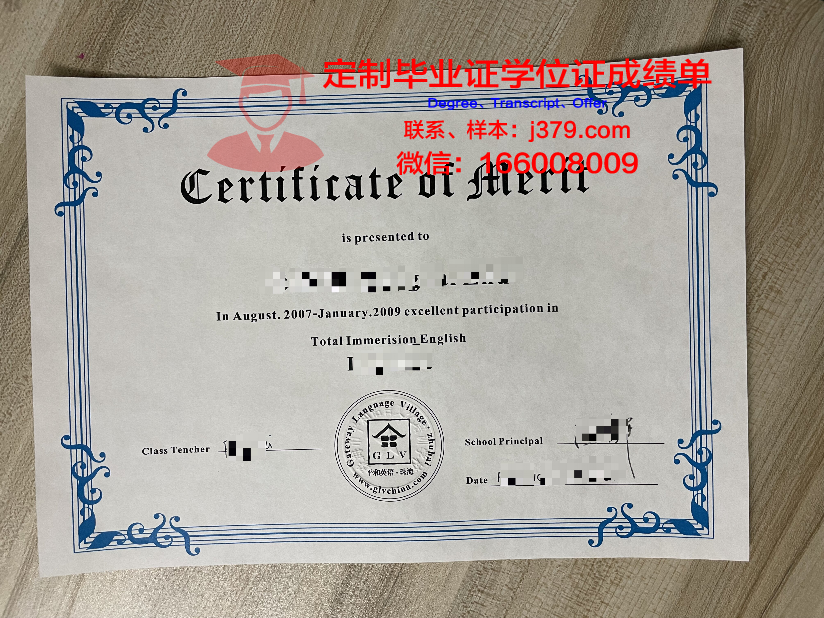 定制毕业证学位证成绩单
Degree、Transcript、Offer
联系、样本：j379.com
微信：166008009
Certificate of Merit
is presented to
In August. 2007-January.2009 excellent participation in
Total Immerision English
Class Tencher
Gateway Language Village·zhuhai
GLV
www.glvchina.com
School Principal
Date